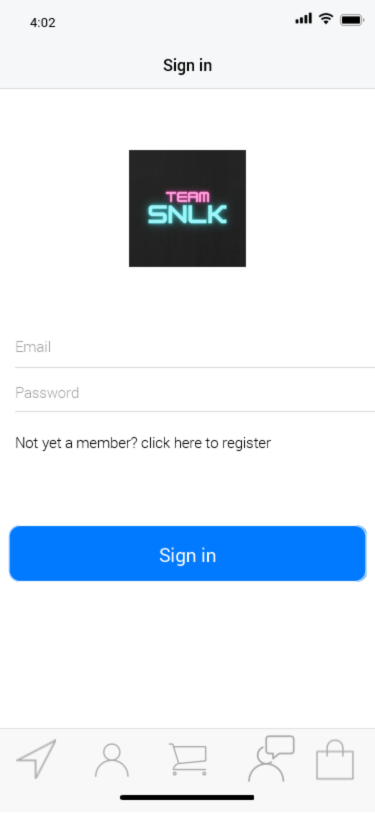 4:02
Sign in
TEAM
SNLK
Email
Password
Not yet a member? click here to register
Sign in